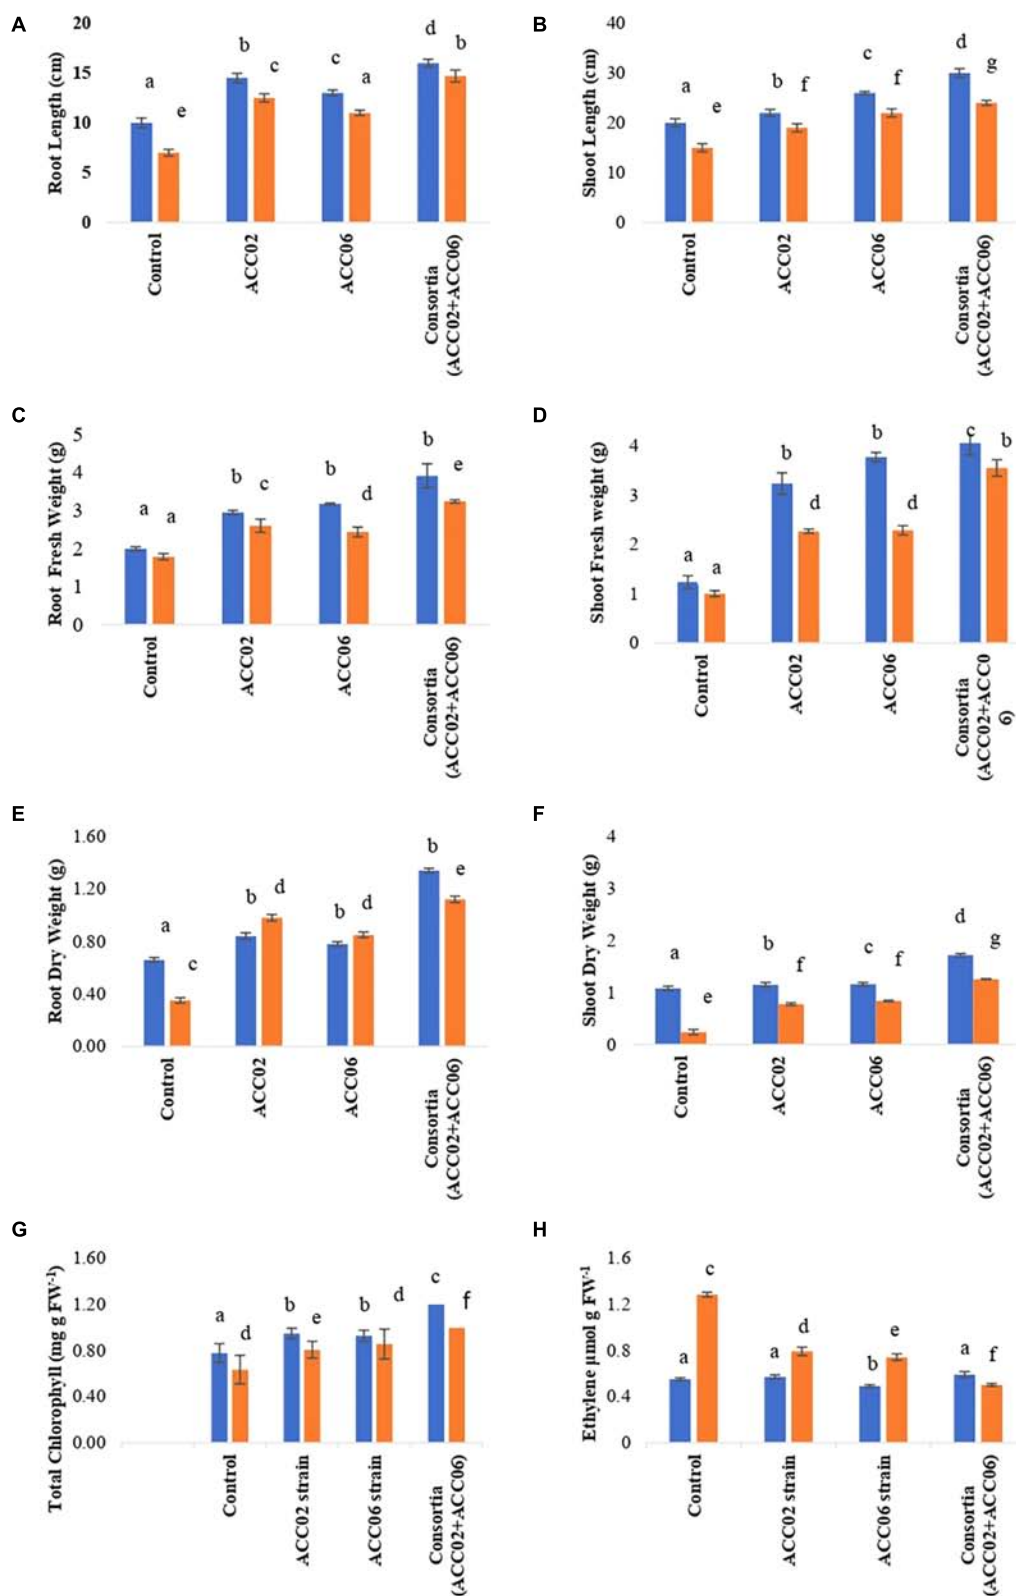 A
Root Length (cm)
20
15
10
5
0
a
e
b
c
c
a
d
b
Control
ACC02
ACC06
Consortia
(ACC02+ACC06)
B
Shoot Length (cm)
40
30
20
10
0
a
e
b
f
c
f
d
g
Control
ACC02
ACC06
Consortia
(ACC02+ACC06)
C
Root Fresh Weight (g)
5
4
3
2
1
0
a
a
b
c
b
d
b
e
Control
ACC02
ACC06
Consortia
(ACC02+ACC06)
D
Shoot Fresh weight (g)
4
3
2
1
0
a
a
b
d
b
d
c
b
Control
ACC02
ACC06
Consortia
(ACC02+ACC0
6)
E
Root Dry Weight (g)
1.60
1.20
0.80
0.40
0.00
a
c
b
d
b
d
b
e
Control
ACC02
ACC06
Consortia
(ACC02+ACC06)
F
Shoot Dry Weight (g)
4
3
2
1
0
a
e
b
f
c
f
d
g
Control
ACC02
ACC06
Consortia
(ACC02+ACC06)
G
Total Chlorophyll (mg g FW-1)
1.60
1.20
0.80
0.40
0.00
a
d
b
e
b
d
c
f
Control
ACC02 strain
ACC06 strain
Consortia
(ACC02+ACC06)
H
Ethylene µmol g FW-1
1.6
1.2
0.8
0.4
0
a
c
a
d
b
e
a
f
Control
ACC02 strain
ACC06 strain
Consortia
(ACC02+ACC06)